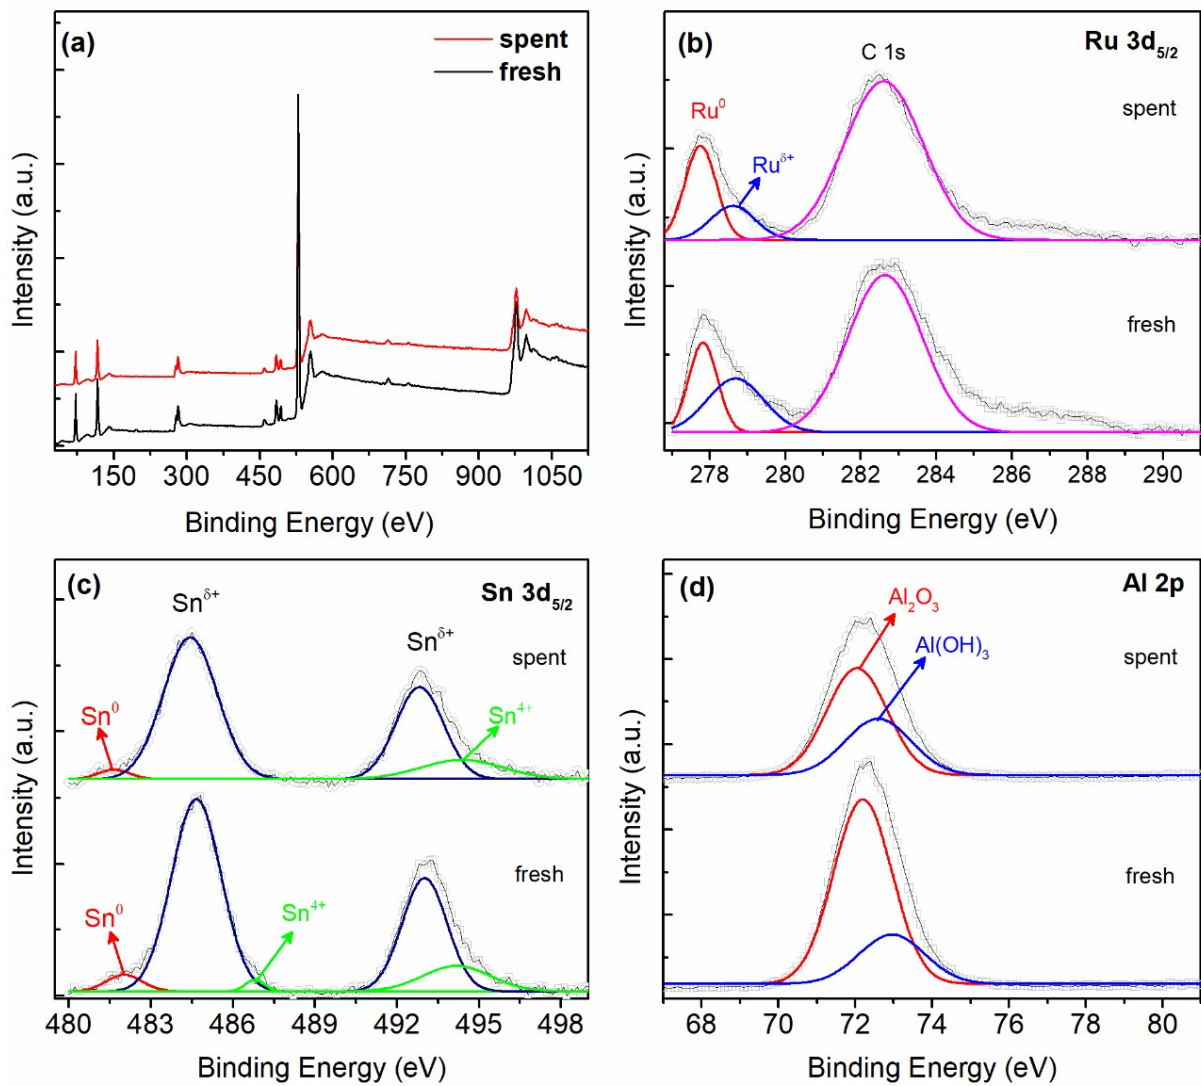 (a)
spent
fresh
Intensity (a.u.)
150 300 450 600 750 900 1050
Binding Energy (eV)
(b)
Ru 3d5/2
C 1s
spent
Ru⁰
Ruδ+
fresh
Intensity (a.u.)
278 280 282 284 286 288 290
Binding Energy (eV)
(c)
Sn 3d5/2
Snδ+
Snδ+
spent
Sn⁰
Sn⁴⁺
fresh
Sn⁰
Sn⁴⁺
Intensity (a.u.)
480 483 486 489 492 495 498
Binding Energy (eV)
(d)
Al 2p
Al₂O₃
Al(OH)₃
spent
fresh
Intensity (a.u.)
68 70 72 74 76 78 80
Binding Energy (eV)